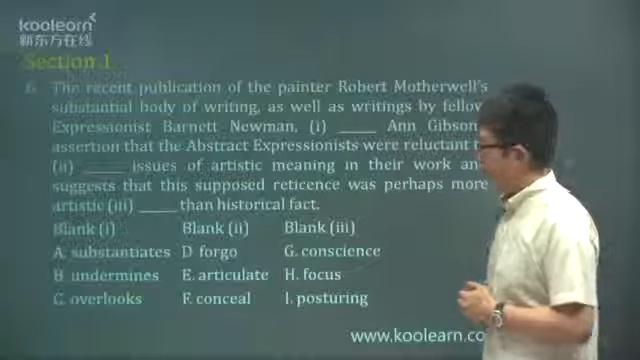 koolearn
新东方在线
Section 1
6. The recent publication of the painter Robert Motherwell's
substantial body of writing, as well as writings by fellow
Expressionist Barnett Newman, (i) _____ Ann Gibson
assertion that the Abstract Expressionists were reluctant
(ii) _____ issues of artistic meaning in their work an
suggests that this supposed reticence was perhaps more
artistic (iii) _____ than historical fact.
Blank (i) Blank (ii) Blank (iii)
A. substantiates D forgo G. conscience
B undermines E. articulate H. focus
C. overlooks F. conceal I. posturing
www.koolearn.co